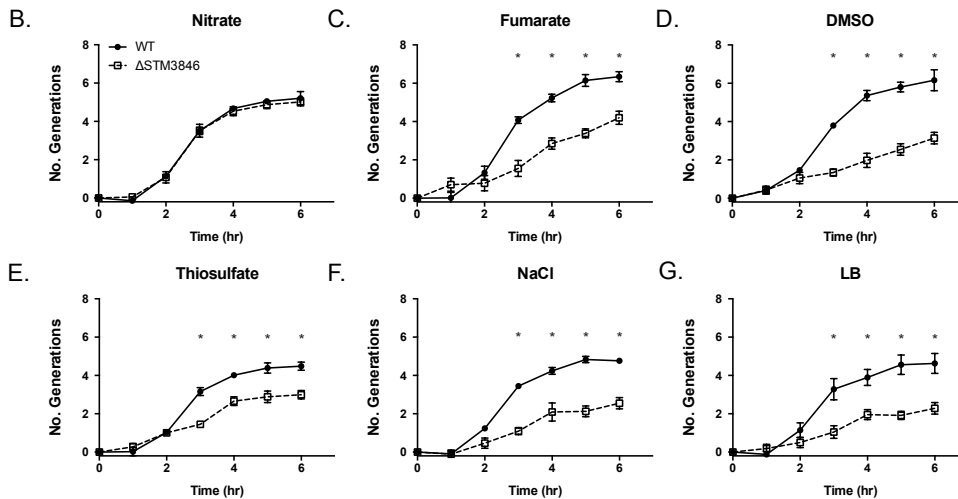 B.
Nitrate
WT
ΔSTM3846
No. Generations
8
6
4
2
0
0 2 4 6
Time (hr)
C.
Fumarate
* * * *
No. Generations
8
6
4
2
0
0 2 4 6
Time (hr)
D.
DMSO
* * * *
No. Generations
8
6
4
2
0
0 2 4 6
Time (hr)
E.
Thiosulfate
* * * *
No. Generations
8
6
4
2
0
0 2 4 6
Time (hr)
F.
NaCl
* * * *
No. Generations
8
6
4
2
0
0 2 4 6
Time (hr)
G.
LB
* * * *
No. Generations
8
6
4
2
0
0 2 4 6
Time (hr)